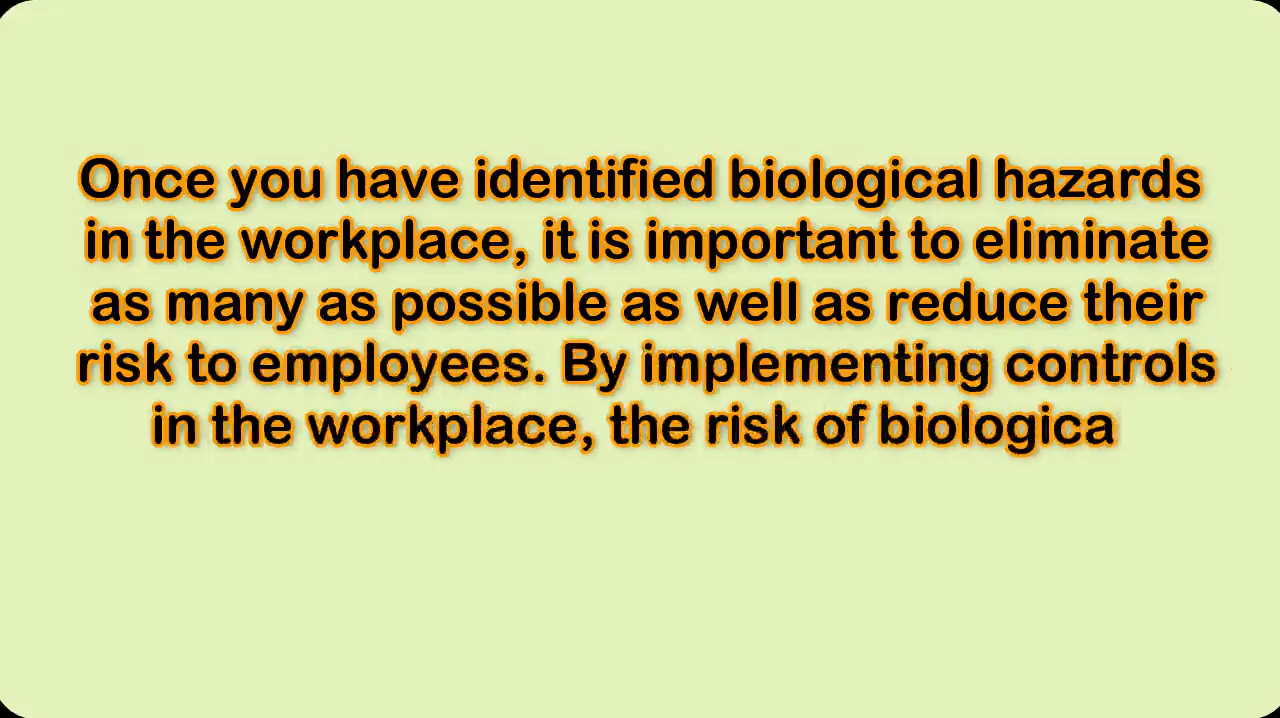 Once you have identified biological hazards
in the workplace, it is important to eliminate
as many as possible as well as reduce their
risk to employees. By implementing controls
in the workplace, the risk of biologica